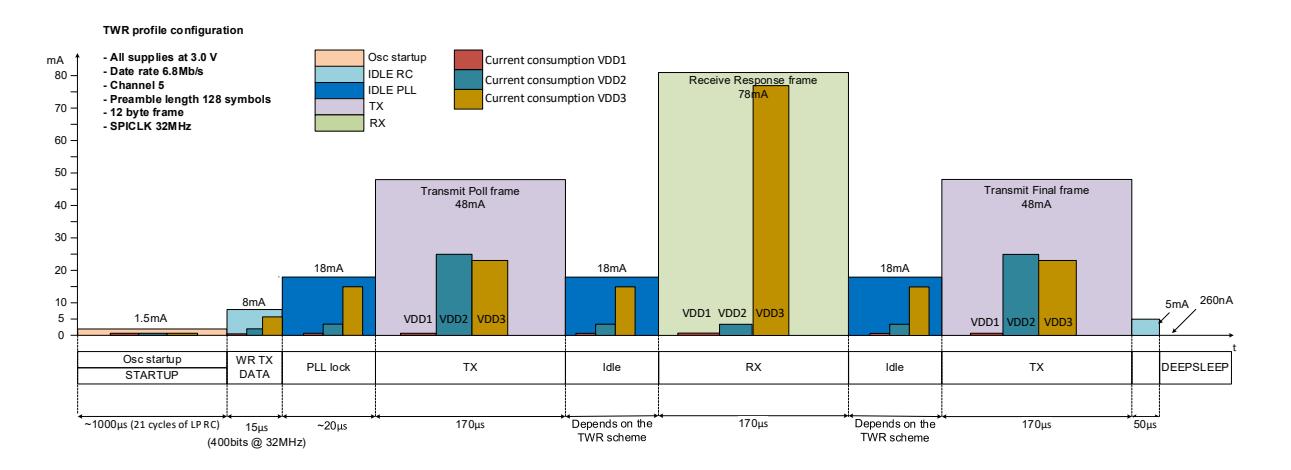 TWR profile configuration
- All supplies at 3.0 V
- Date rate 6.8Mb/s
- Channel 5
- Preamble length 128 symbols
- 12 byte frame
- SPICLK 32MHz
Osc startup
IDLE RC
IDLE PLL
TX
RX
Current consumption VDD1
Current consumption VDD2
Current consumption VDD3
mA
80
70
60
50
40
30
20
10
5
0
1.5mA
8mA
18mA
Transmit Poll frame
48mA
VDD1 VDD2 VDD3
18mA
Receive Response frame
78mA
VDD1 VDD2 VDD3
18mA
Transmit Final frame
48mA
VDD1 VDD2 VDD3
5mA
260nA
t
Osc startup
STARTUP
WR TX
DATA
PLL lock
TX
Idle
RX
Idle
TX
DEEPSLEEP
~1000µs (21 cycles of LP RC)
15µs
(400bits @ 32MHz)
~20µs
170µs
Depends on the
TWR scheme
170µs
Depends on the
TWR scheme
170µs
50µs